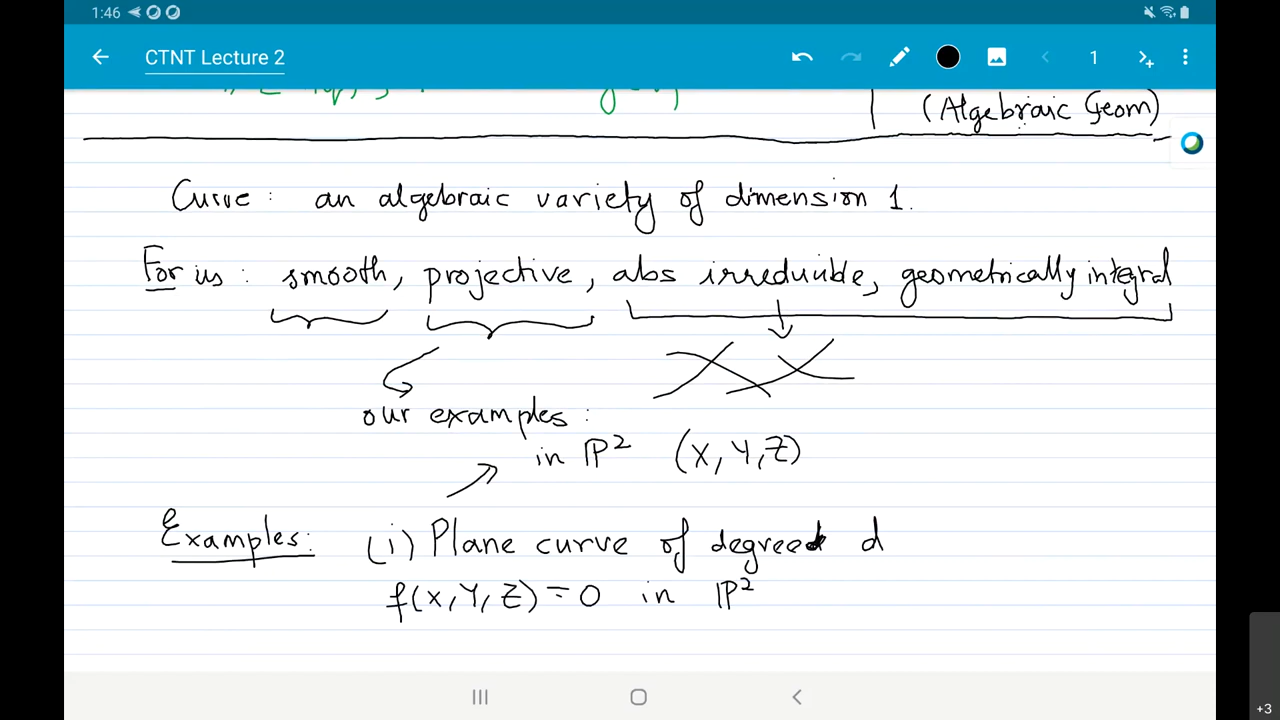 1:46
CTNT Lecture 2
1
(Algebraic Geom)
Curve: an algebraic variety of dimension 1.
For us: smooth, projective, abs irreducible, geometrically integral
our examples:
in ℙ² (X, Y, Z)
Examples: (i) Plane curve of degree d
f(X, Y, Z) = 0 in ℙ²
+3